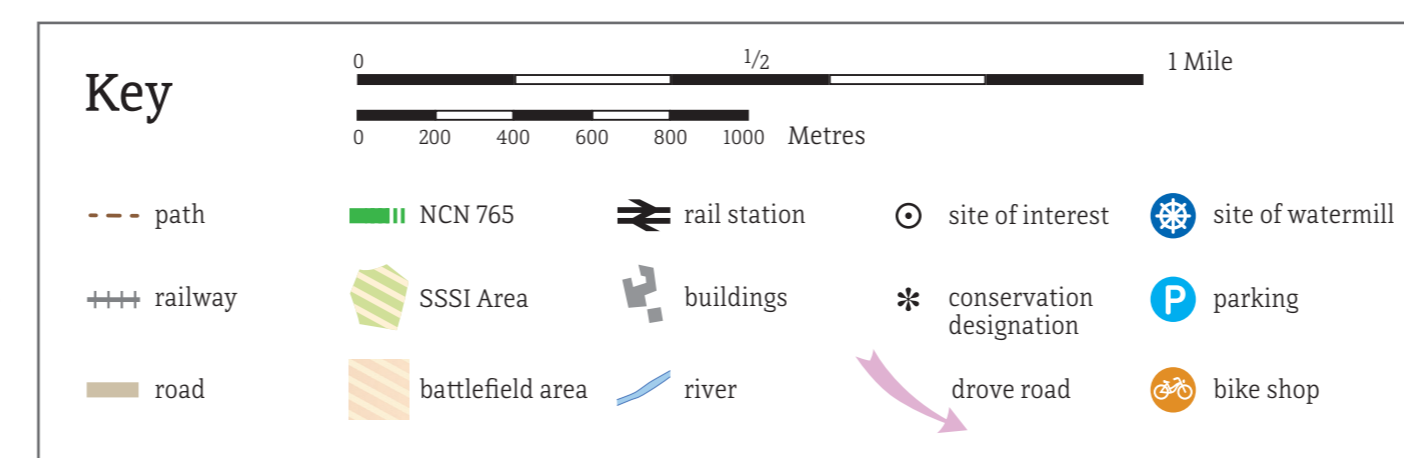 Key
0 1/2 1 Mile
0 200 400 600 800 1000 Metres
path
NCN 765
rail station
site of interest
site of watermill
railway
SSSI Area
buildings
conservation
designation
P
parking
road
battlefield area
river
drove road
bike shop